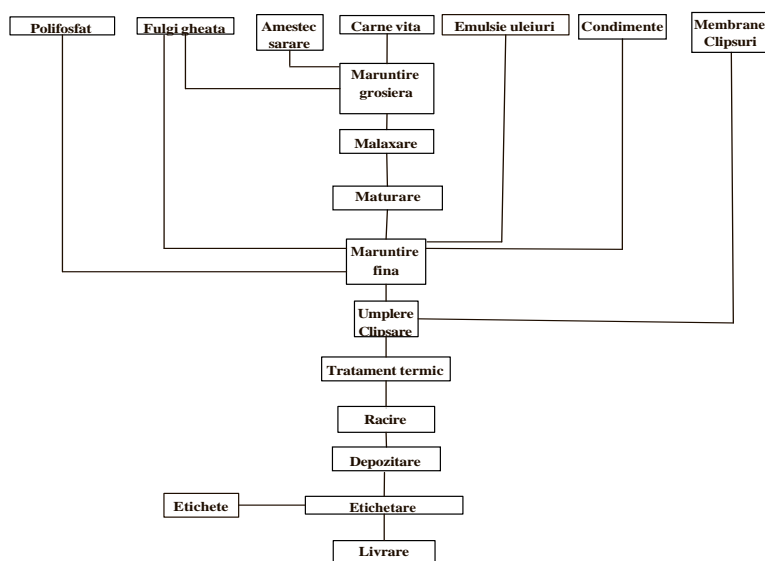 Polifosfat
Fulgi gheata
Amestec
sarare
Carne vita
Emulsie uleiuri
Condimente
Membrane
Clipsuri
Maruntire
grosiera
Malaxare
Maturare
Maruntire
fina
Umplere
Clipsare
Tratament termic
Racire
Depozitare
Etichete
Etichetare
Livrare